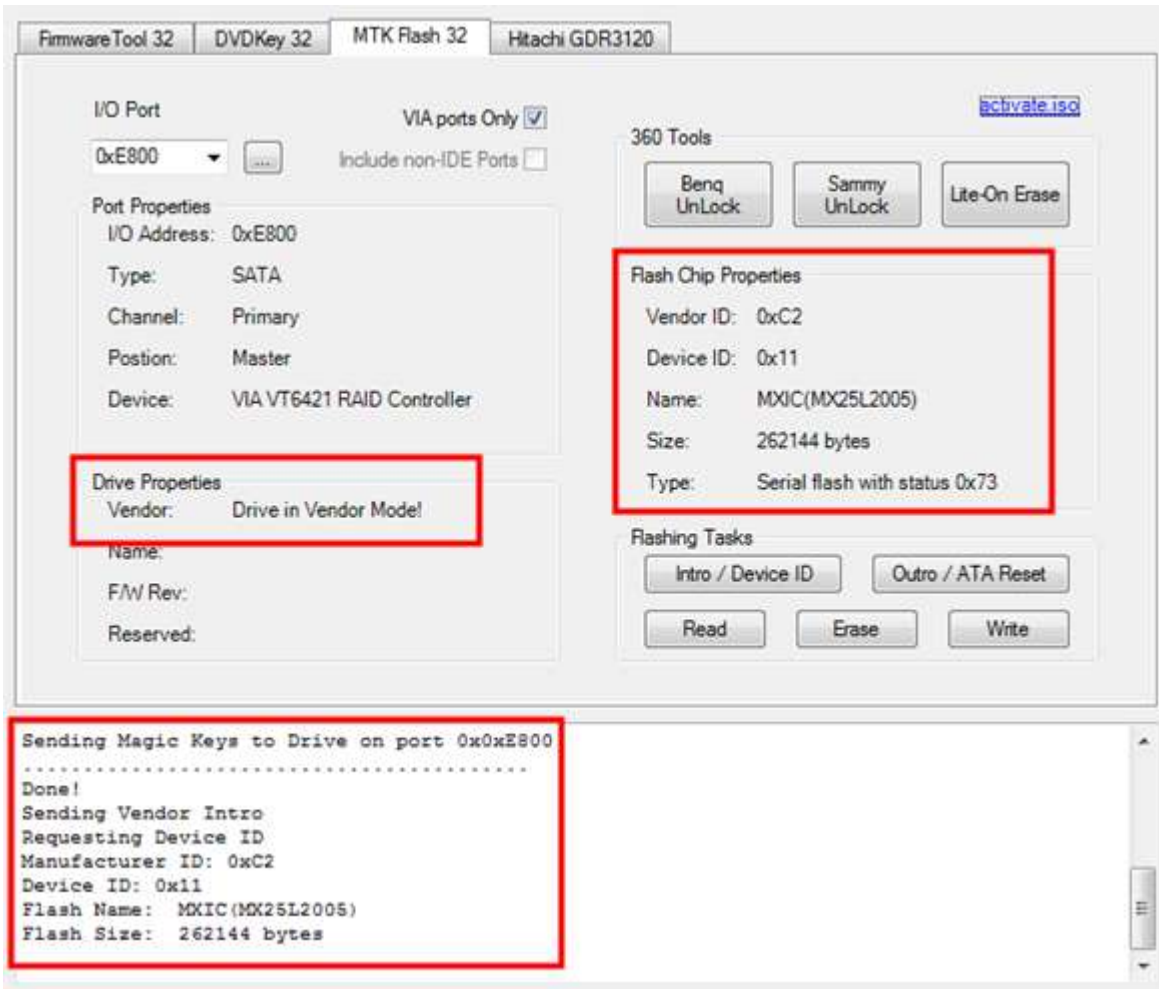 FirmwareTool 32
DVDKey 32
MTK Flash 32
Hitachi GDR3120
I/O Port
VIA ports Only
activate.iso
0xE800
...
Include non-IDE Ports
Port Properties
I/O Address: 0xE800
Type: SATA
Channel: Primary
Postion: Master
Device: VIA VT6421 RAID Controller
Drive Properties
Vendor: Drive in Vendor Mode!
Name:
F/W Rev:
Reserved:
360 Tools
Benq
UnLock
Sammy
UnLock
Lite-On Erase
Flash Chip Properties
Vendor ID: 0xC2
Device ID: 0x11
Name: MXIC(MX25L2005)
Size: 262144 bytes
Type: Serial flash with status 0x73
Flashing Tasks
Intro / Device ID
Outro / ATA Reset
Read
Erase
Write
Sending Magic Keys to Drive on port 0x0xE800
.........................................
Done!
Sending Vendor Intro
Requesting Device ID
Manufacturer ID: 0xC2
Device ID: 0x11
Flash Name:  MXIC(MX25L2005)
Flash Size:  262144 bytes